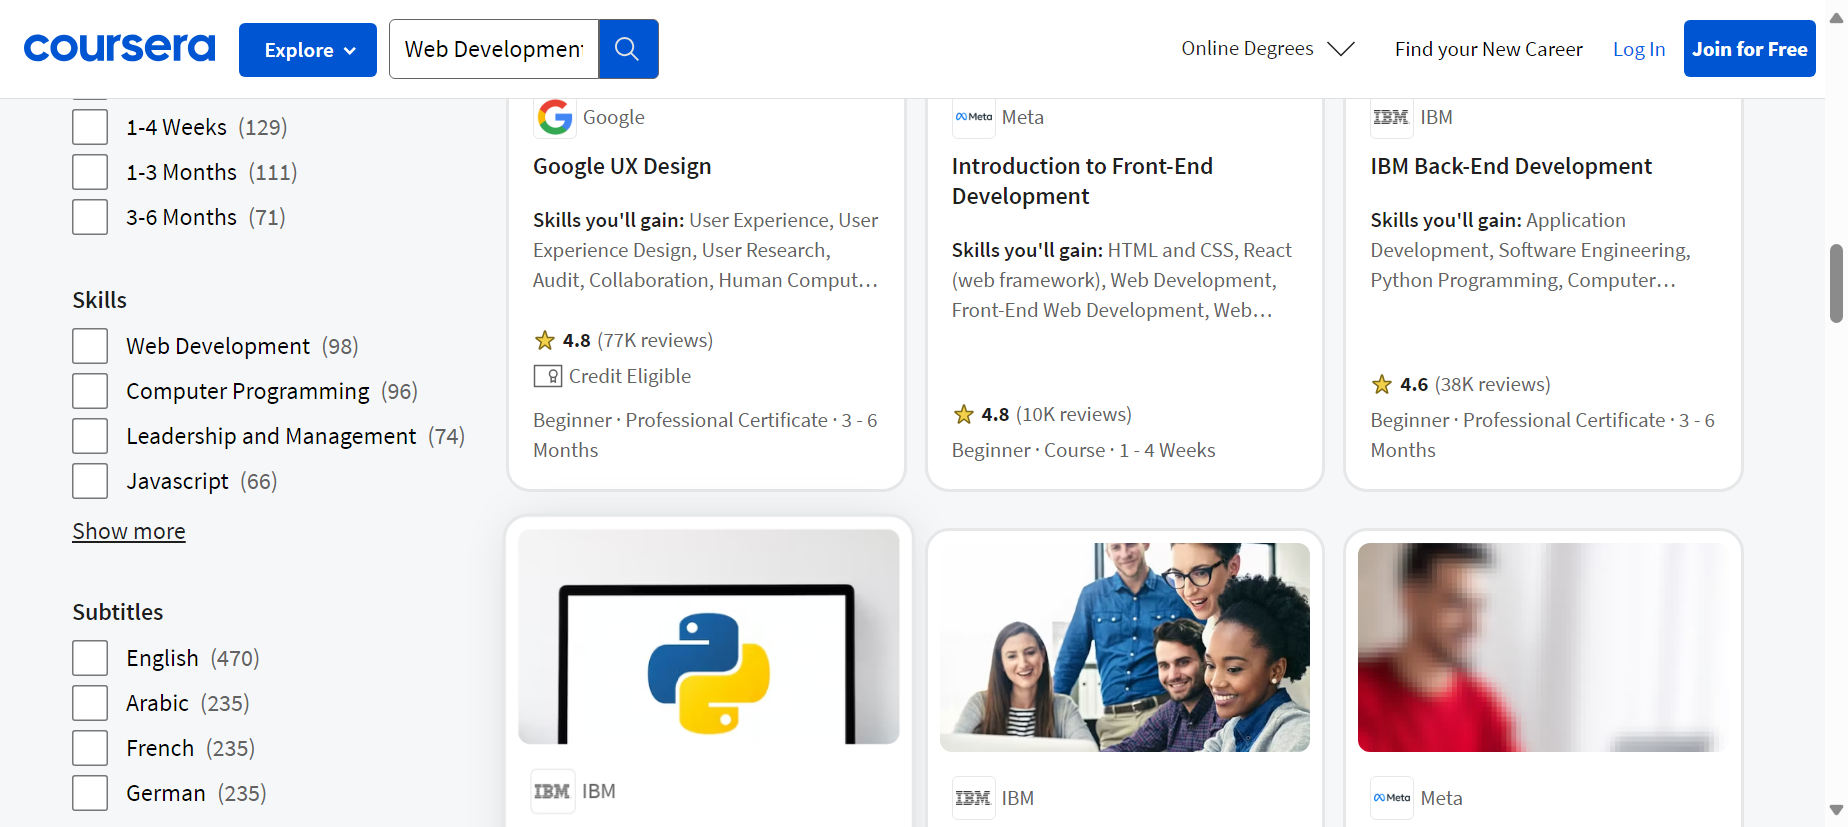 coursera
Explore
Web Development
Online Degrees
Find your New Career
Log In
Join for Free
1-4 Weeks (129)
1-3 Months (111)
3-6 Months (71)
Skills
Web Development (98)
Computer Programming (96)
Leadership and Management (74)
Javascript (66)
Show more
Subtitles
English (470)
Arabic (235)
French (235)
German (235)
Google
Google UX Design
Skills you'll gain: User Experience, User
Experience Design, User Research,
Audit, Collaboration, Human Comput...
4.8 (77K reviews)
Credit Eligible
Beginner · Professional Certificate · 3 - 6
Months
Meta
Meta
Introduction to Front-End
Development
Skills you'll gain: HTML and CSS, React
(web framework), Web Development,
Front-End Web Development, Web...
4.8 (10K reviews)
Beginner · Course · 1 - 4 Weeks
IBM
IBM
IBM Back-End Development
Skills you'll gain: Application
Development, Software Engineering,
Python Programming, Computer...
4.6 (38K reviews)
Beginner · Professional Certificate · 3 - 6
Months
IBM
IBM
IBM
IBM
Meta
Meta